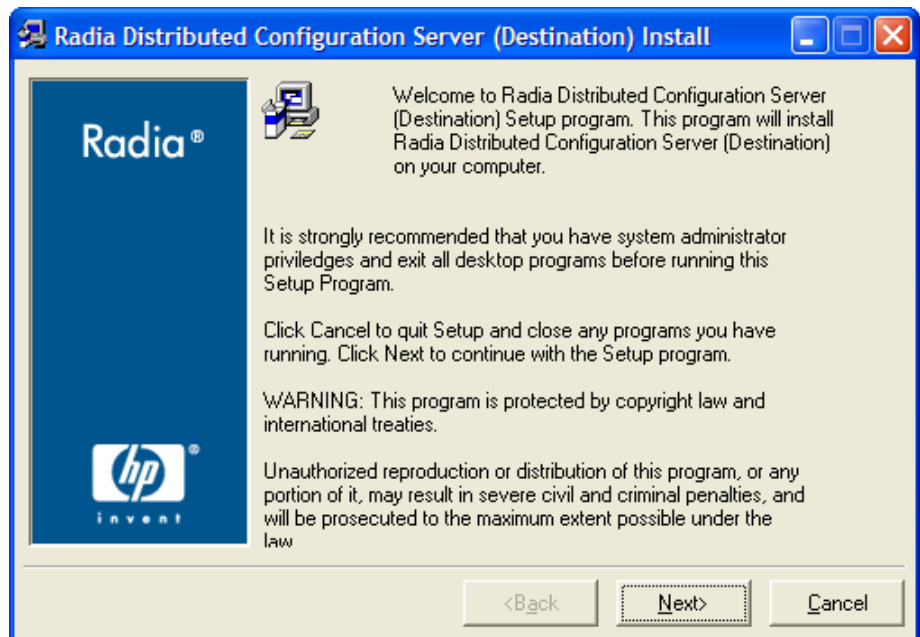 Radia Distributed Configuration Server (Destination) Install
Radia®
Welcome to Radia Distributed Configuration Server
(Destination) Setup program. This program will install
Radia Distributed Configuration Server (Destination)
on your computer.
It is strongly recommended that you have system administrator
priviledges and exit all desktop programs before running this
Setup Program.
Click Cancel to quit Setup and close any programs you have
running. Click Next to continue with the Setup program.
WARNING: This program is protected by copyright law and
international treaties.
Unauthorized reproduction or distribution of this program, or any
portion of it, may result in severe civil and criminal penalties, and
will be prosecuted to the maximum extent possible under the
law
hp®
invent
<Back
Next>
Cancel